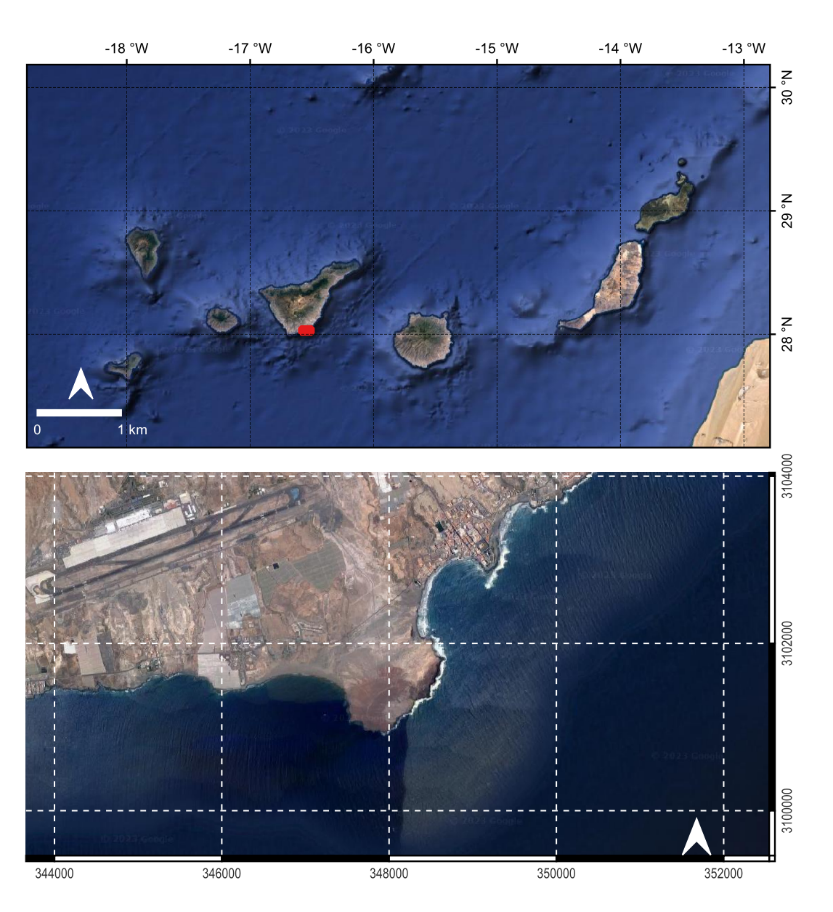 -18 °W
-17 °W
-16 °W
-15 °W
-14 °W
-13 °W
30 °N
29 °N
28 °N
0
1 km
3104000
3102000
3100000
344000
346000
348000
350000
352000